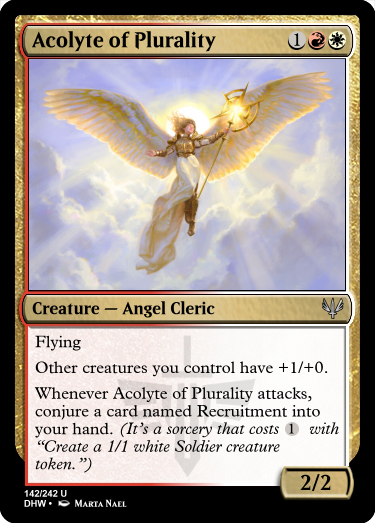 Acolyte of Plurality 1
Creature — Angel Cleric
Flying
Other creatures you control have +1/+0.
Whenever Acolyte of Plurality attacks,
conjure a card named Recruitment into
your hand. (It's a sorcery that costs 1 with
“Create a 1/1 white Soldier creature
token.”)
2/2
142/242 U
DHW • Marta Nael